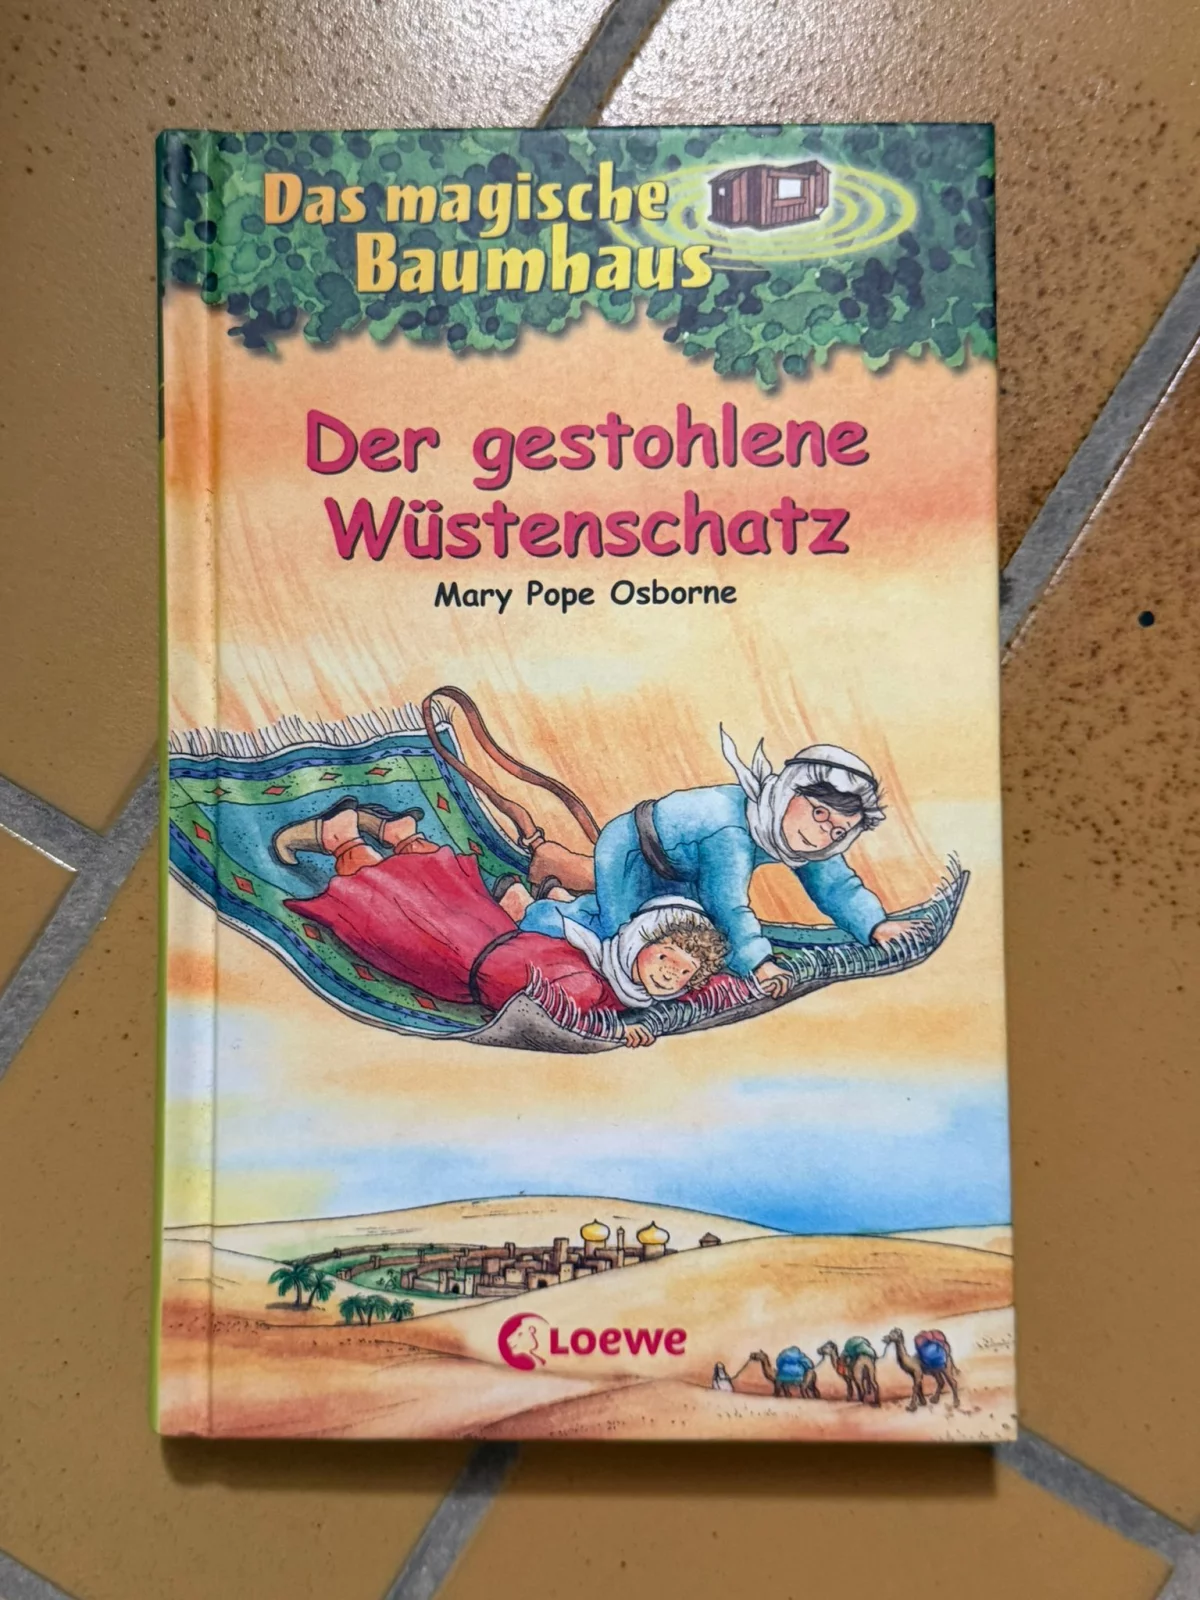 Das magische
Baumhaus
Der gestohlene
Wüstenschatz
Mary Pope Osborne
Loewe